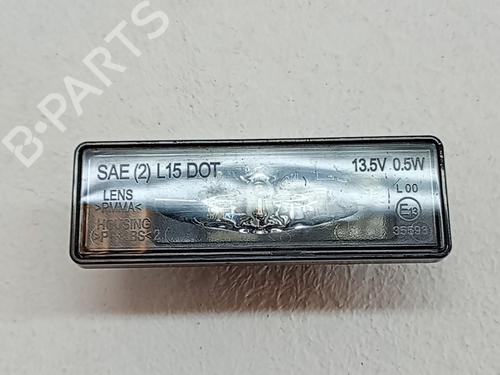 B-PARTS
SAE (2) L15 DOT 13.5V 0.5W
LENS L 00
>PMMA< E13
HOUSING 35593